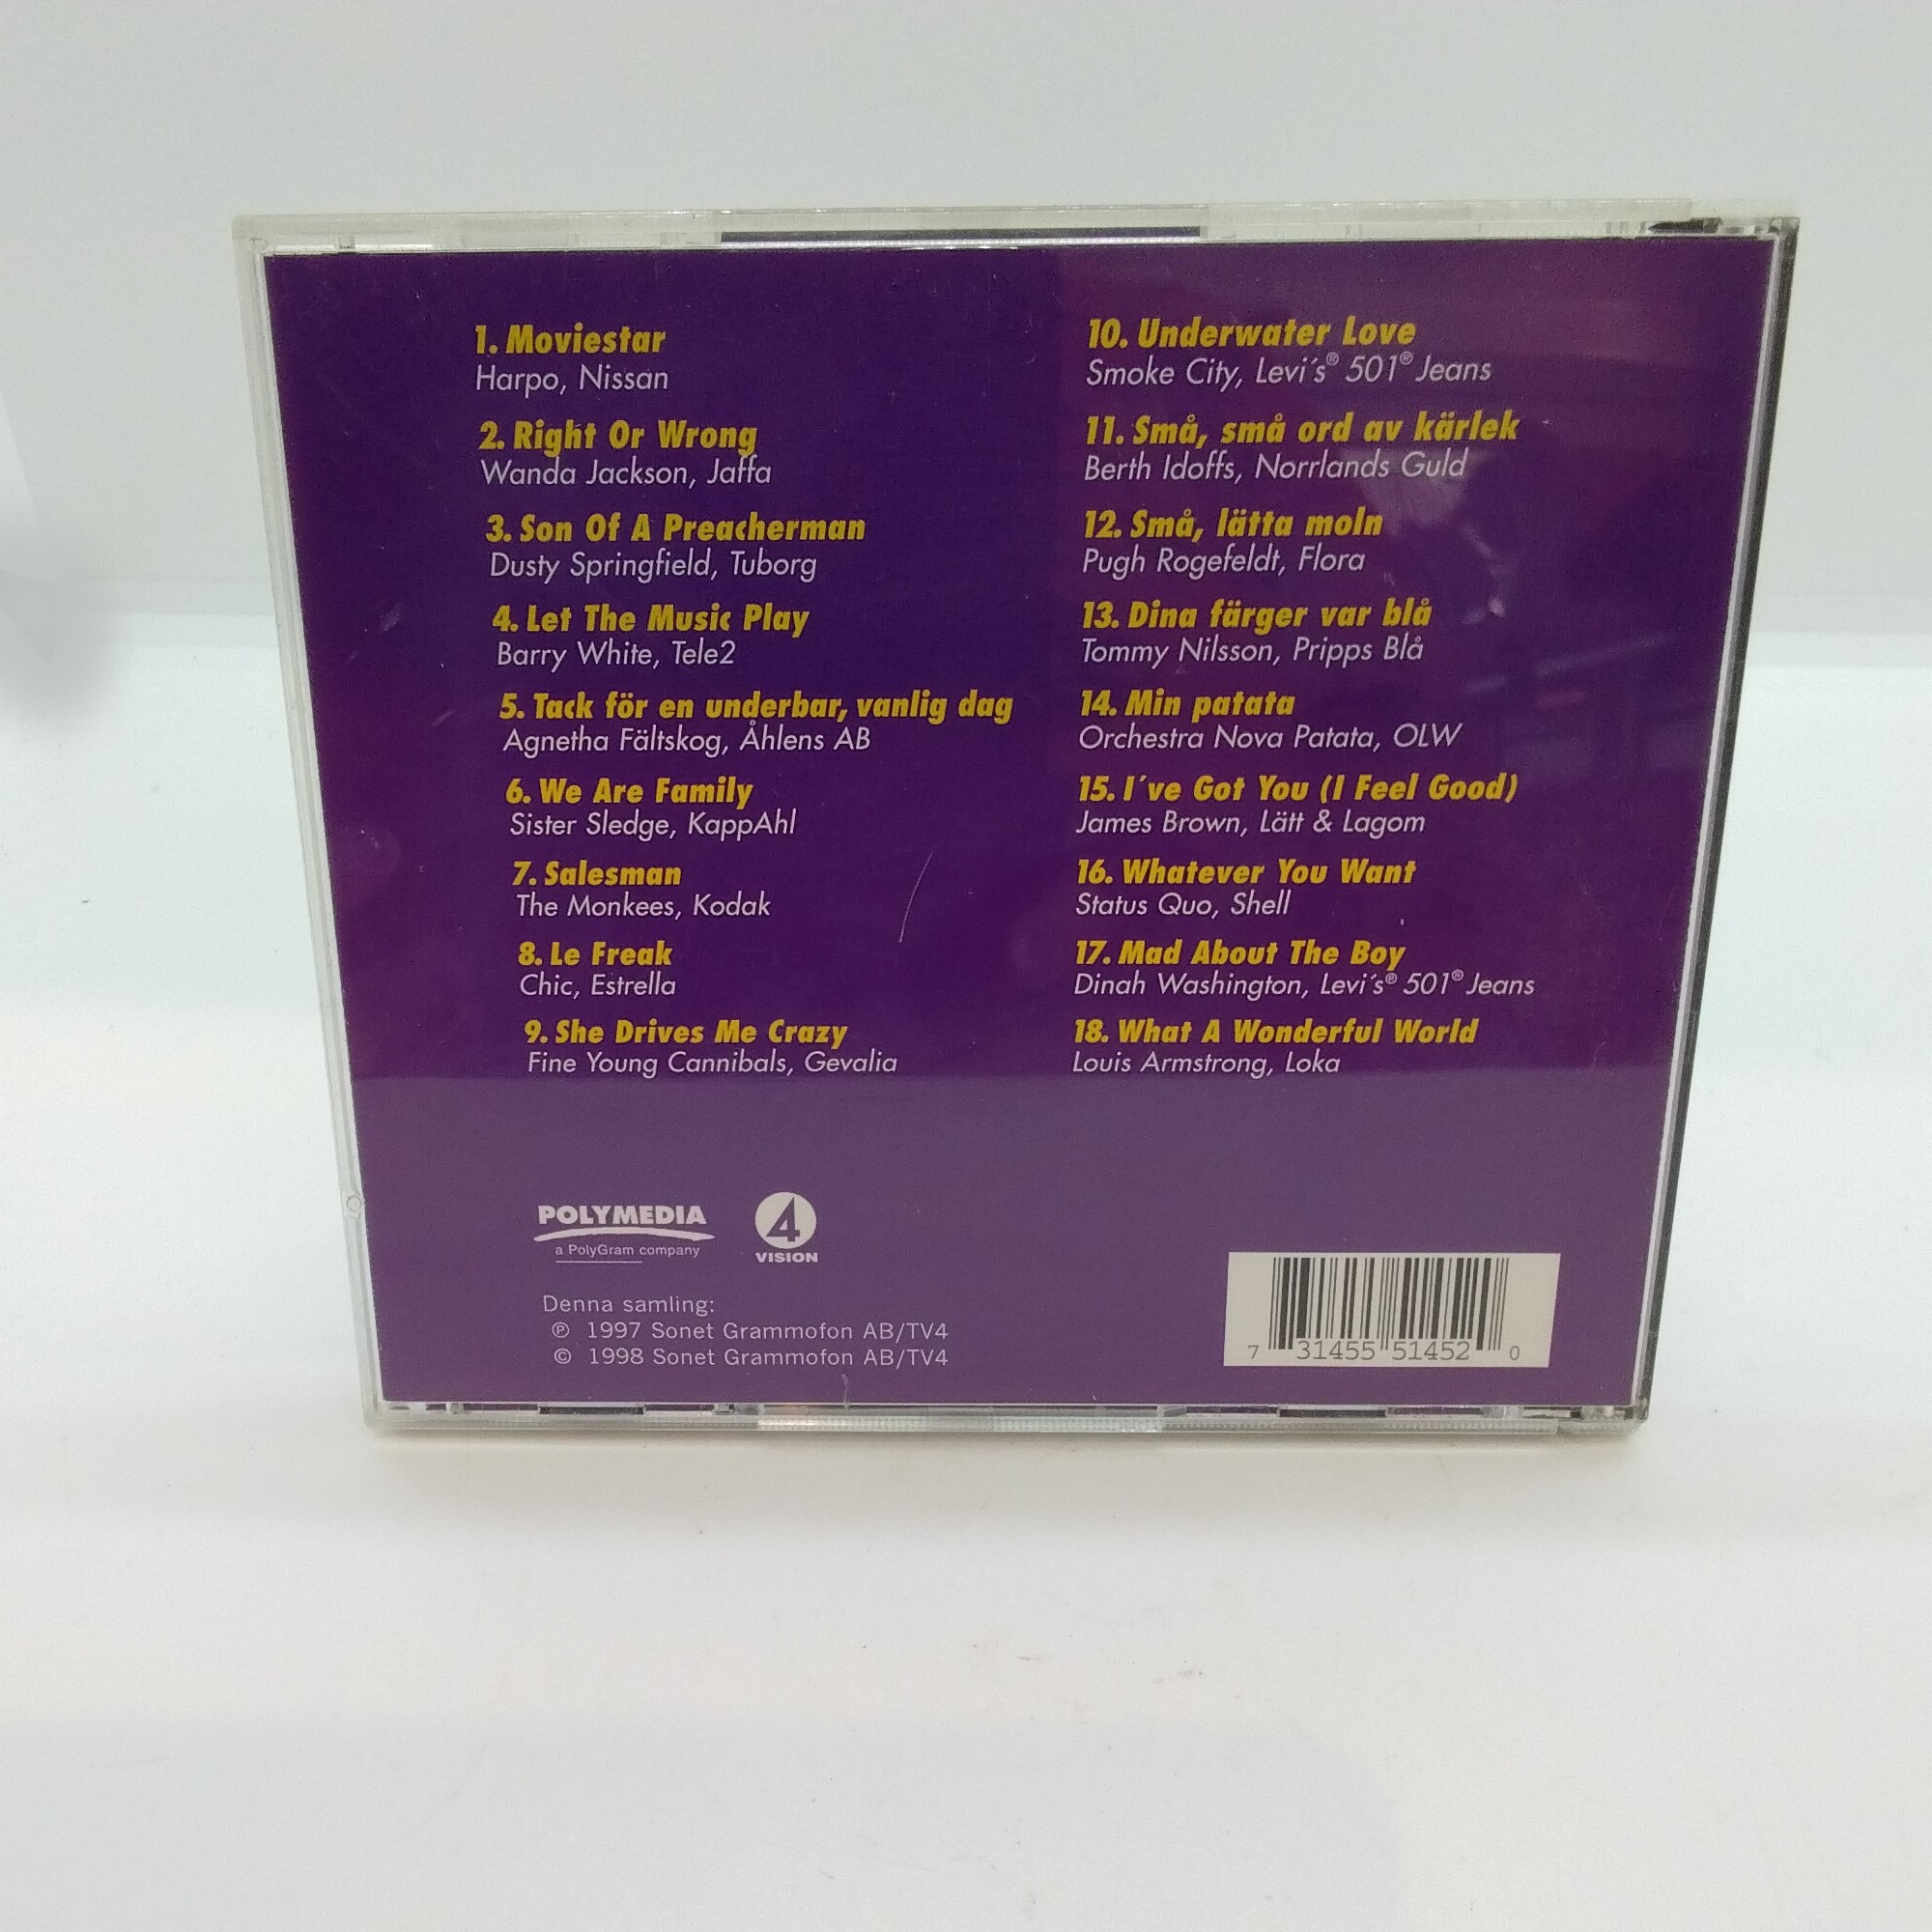 1. Moviestar
Harpo, Nissan
2. Right Or Wrong
Wanda Jackson, Jaffa
3. Son Of A Preacherman
Dusty Springfield, Tuborg
4. Let The Music Play
Barry White, Tele2
5. Tack för en underbar, vanlig dag
Agnetha Fältskog, Åhlens AB
6. We Are Family
Sister Sledge, KappAhl
7. Salesman
The Monkees, Kodak
8. Le Freak
Chic, Estrella
9. She Drives Me Crazy
Fine Young Cannibals, Gevalia
10. Underwater Love
Smoke City, Levi´s® 501® Jeans
11. Små, små ord av kärlek
Berth Idoffs, Norrlands Guld
12. Små, lätta moln
Pugh Rogefeldt, Flora
13. Dina färger var blå
Tommy Nilsson, Pripps Blå
14. Min patata
Orchestra Nova Patata, OLW
15. I´ve Got You (I Feel Good)
James Brown, Lätt & Lagom
16. Whatever You Want
Status Quo, Shell
17. Mad About The Boy
Dinah Washington, Levi´s® 501® Jeans
18. What A Wonderful World
Louis Armstrong, Loka
POLYMEDIA
a PolyGram company
4
VISION
Denna samling:
℗ 1997 Sonet Grammofon AB/TV4
© 1998 Sonet Grammofon AB/TV4
7 31455 51452 0